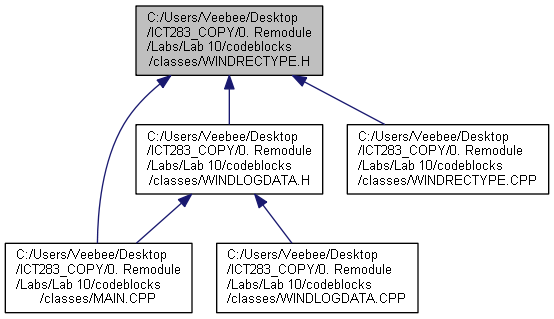 C:/Users/Veebee/Desktop
/ICT283_COPY/0. Remodule
/Labs/Lab 10/codeblocks
/classes/WINDRECTYPE.H
C:/Users/Veebee/Desktop
/ICT283_COPY/0. Remodule
/Labs/Lab 10/codeblocks
/classes/WINDLOGDATA.H
C:/Users/Veebee/Desktop
/ICT283_COPY/0. Remodule
/Labs/Lab 10/codeblocks
/classes/WINDRECTYPE.CPP
C:/Users/Veebee/Desktop
/ICT283_COPY/0. Remodule
/Labs/Lab 10/codeblocks
/classes/MAIN.CPP
C:/Users/Veebee/Desktop
/ICT283_COPY/0. Remodule
/Labs/Lab 10/codeblocks
/classes/WINDLOGDATA.CPP